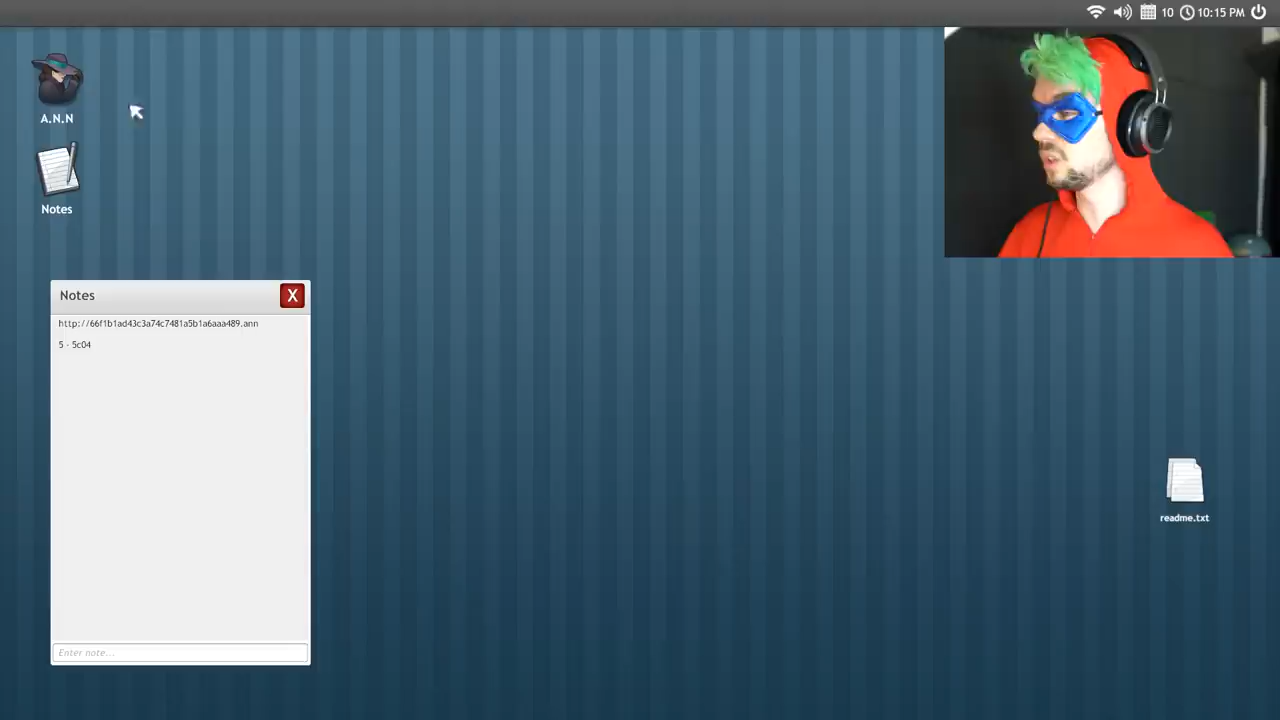 10 10:15 PM
A.N.N
Notes
Notes X
http://66f1b1ad43c3a74c7481a5b1a6aaa489.ann
5 - 5c04
Enter note...
readme.txt